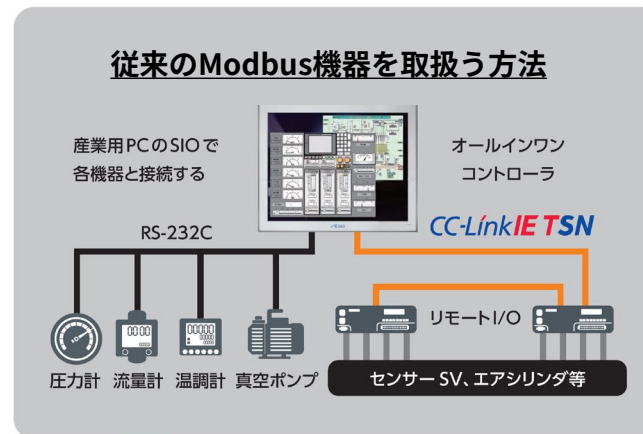 従来のModbus機器を取扱う方法
産業用PCのSIOで
各機器と接続する
オールインワン
コントローラ
RS-232C
CC-Link IE TSN
リモートI/O
圧力計 流量計 温調計 真空ポンプ
センサー SV、エアシリンダ等